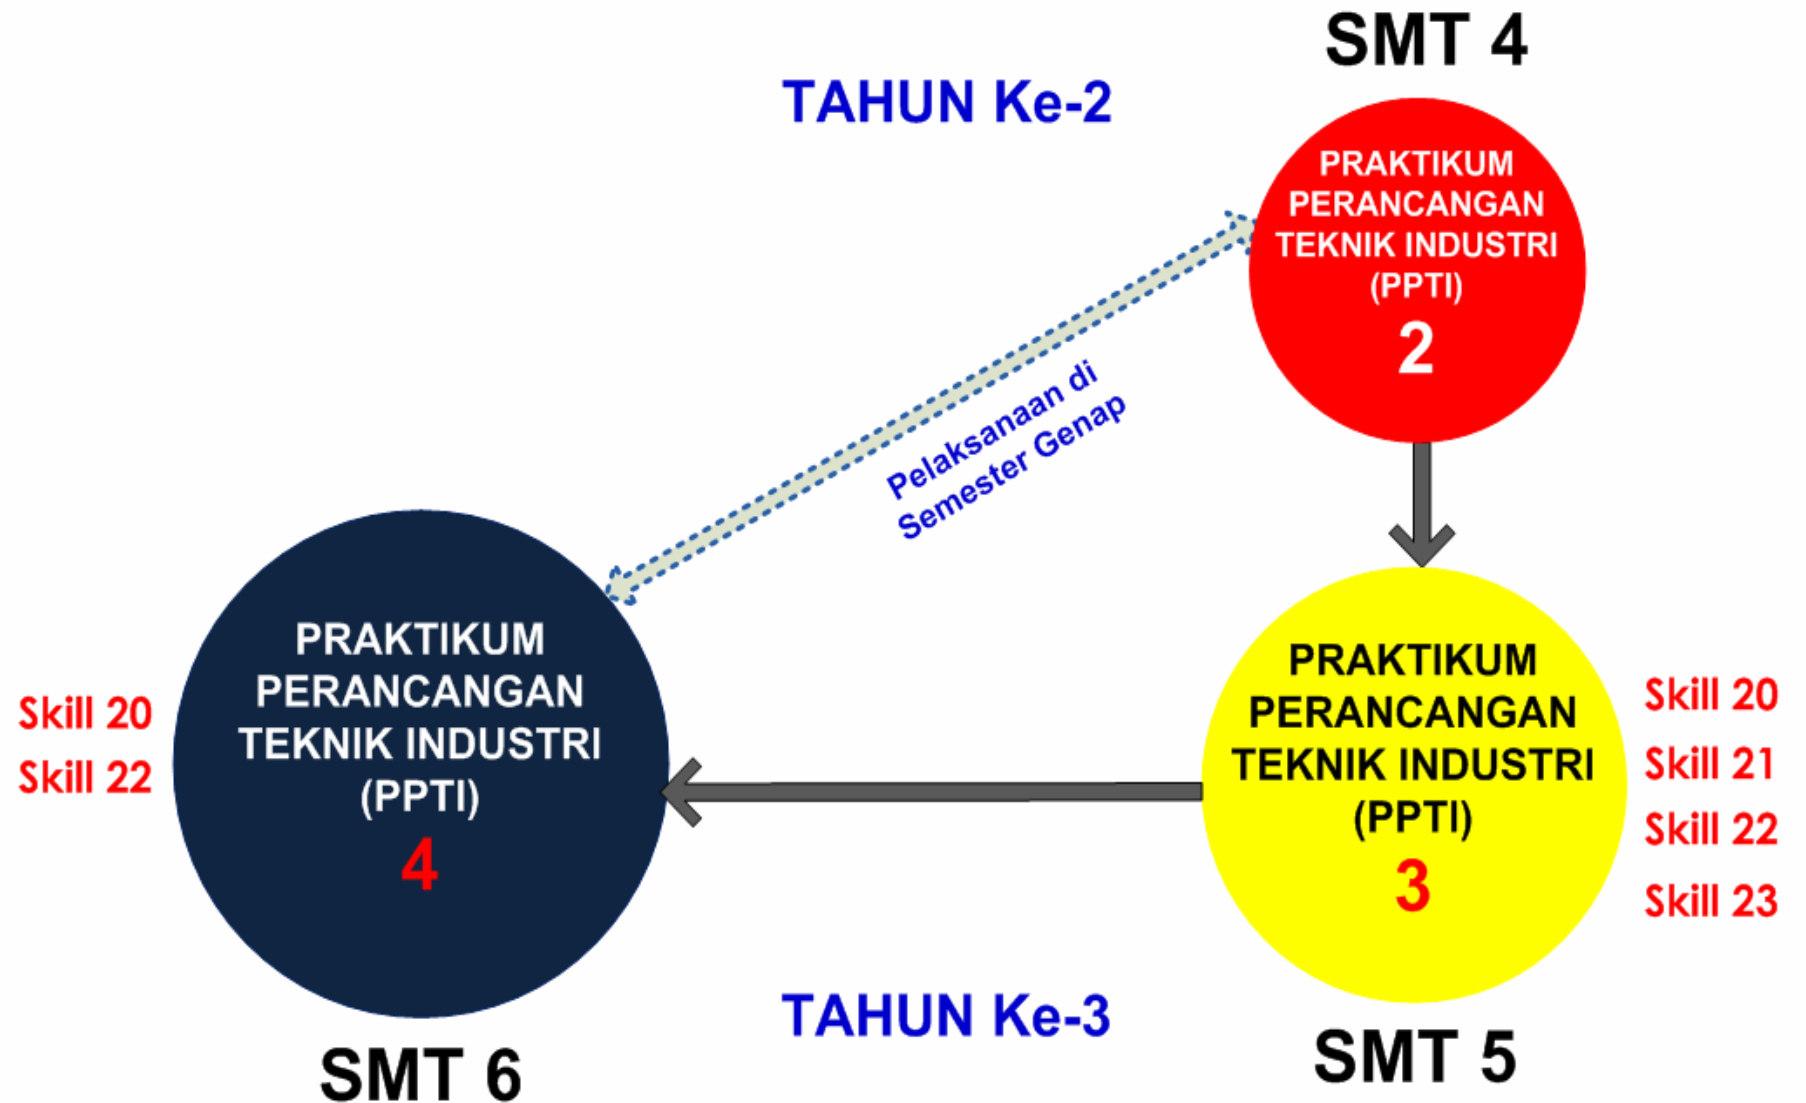 SMT 4
TAHUN Ke-2
PRAKTIKUM
PERANCANGAN
TEKNIK INDUSTRI
(PPTI)
2
Pelaksanaan di
Semester Genap
PRAKTIKUM
PERANCANGAN
TEKNIK INDUSTRI
(PPTI)
4
Skill 20
Skill 22
PRAKTIKUM
PERANCANGAN
TEKNIK INDUSTRI
(PPTI)
3
Skill 20
Skill 21
Skill 22
Skill 23
TAHUN Ke-3
SMT 6
SMT 5